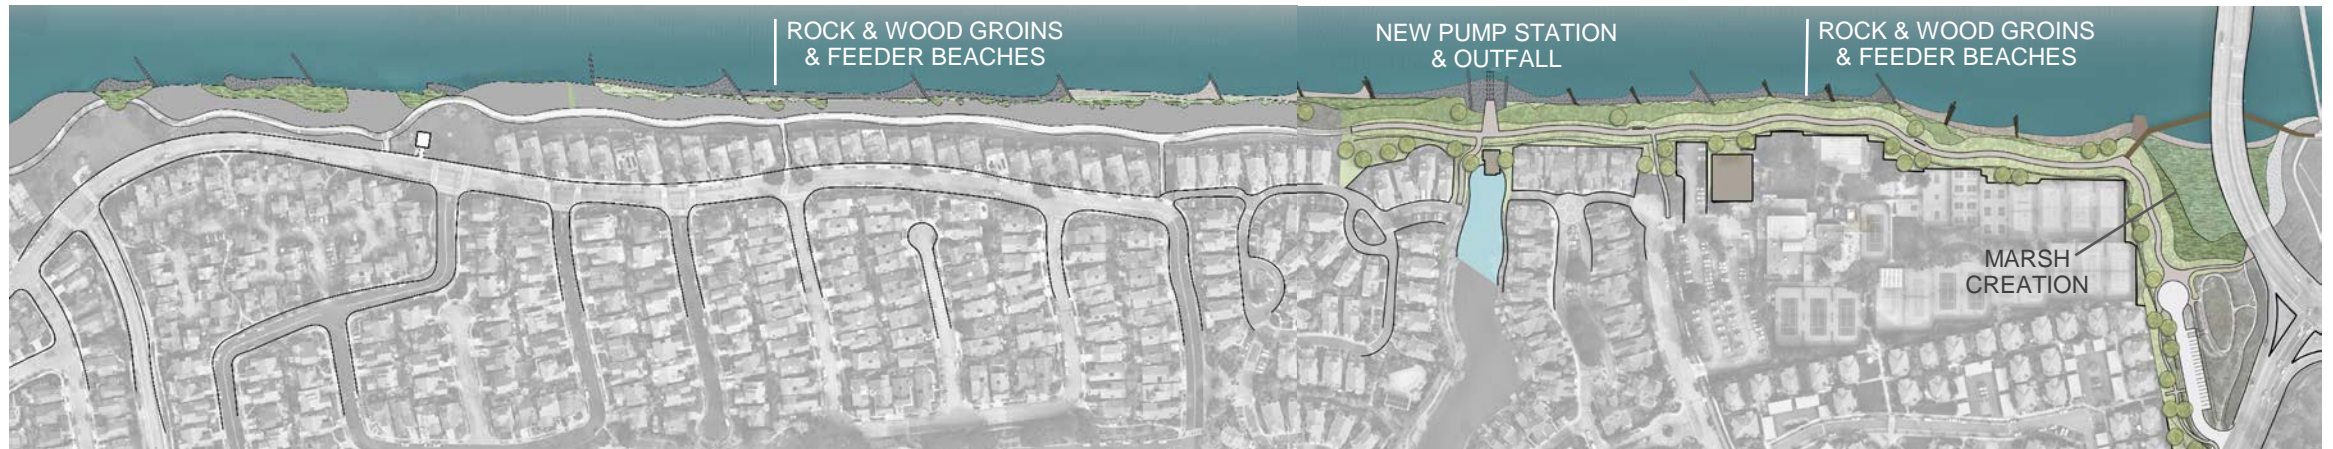 ROCK & WOOD GROINS
& FEEDER BEACHES
NEW PUMP STATION
& OUTFALL
ROCK & WOOD GROINS
& FEEDER BEACHES
MARSH
CREATION